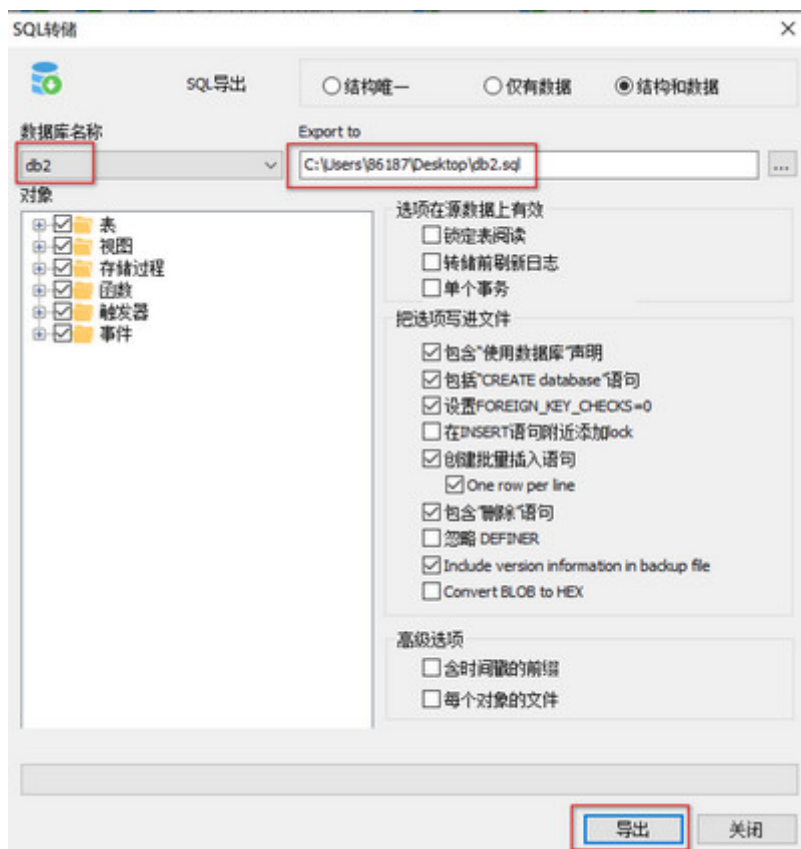 SQL转储
SQL导出
结构唯一
仅有数据
结构和数据
数据库名称
Export to
db2
C:\Users\86187\Desktop\db2.sql
...
对象
表
视图
存储过程
函数
触发器
事件
选项在源数据上有效
锁定表阅读
转储前刷新日志
单个事务
把选项写进文件
包含"使用数据库"声明
包括"CREATE database"语句
设置FOREIGN_KEY_CHECKS=0
在INSERT语句附近添加lock
创建批量插入语句
One row per line
包含"删除"语句
忽略 DEFINER
Include version information in backup file
Convert BLOB to HEX
高级选项
含时间戳的前缀
每个对象的文件
导出
关闭